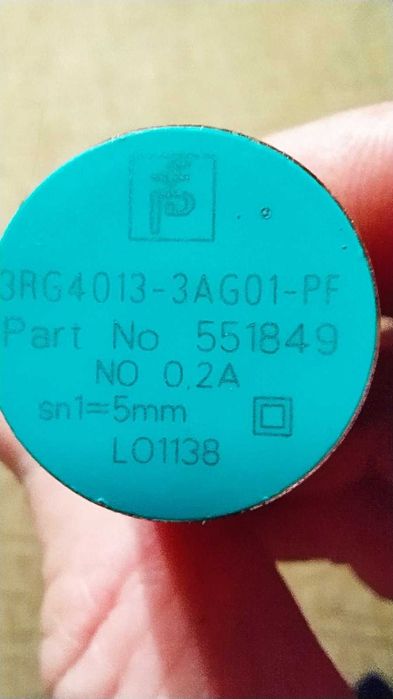 3RG4013-3AG01-PF
Part No 551849
NO 0.2A
sn1=5mm
LO1138